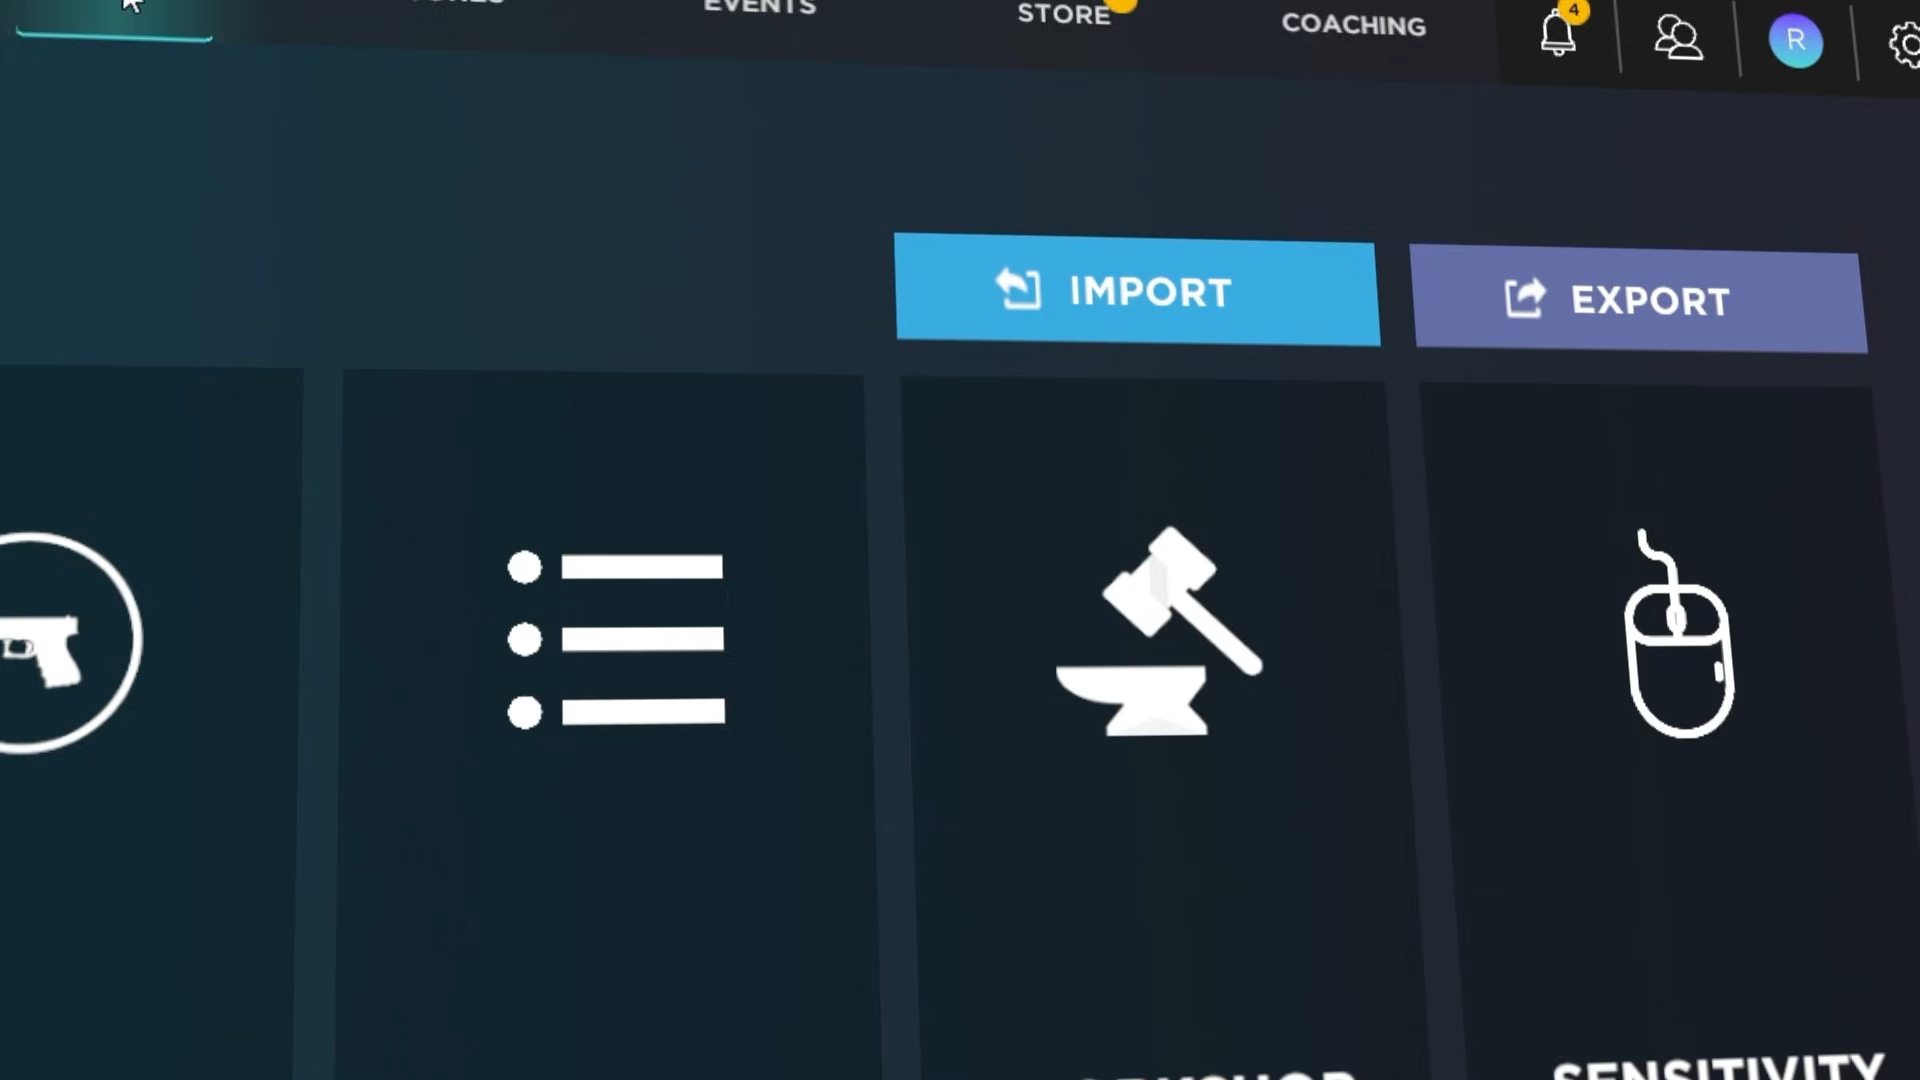 EVENTS
STORE
COACHING
4
R
IMPORT
EXPORT
SENSITIVITY